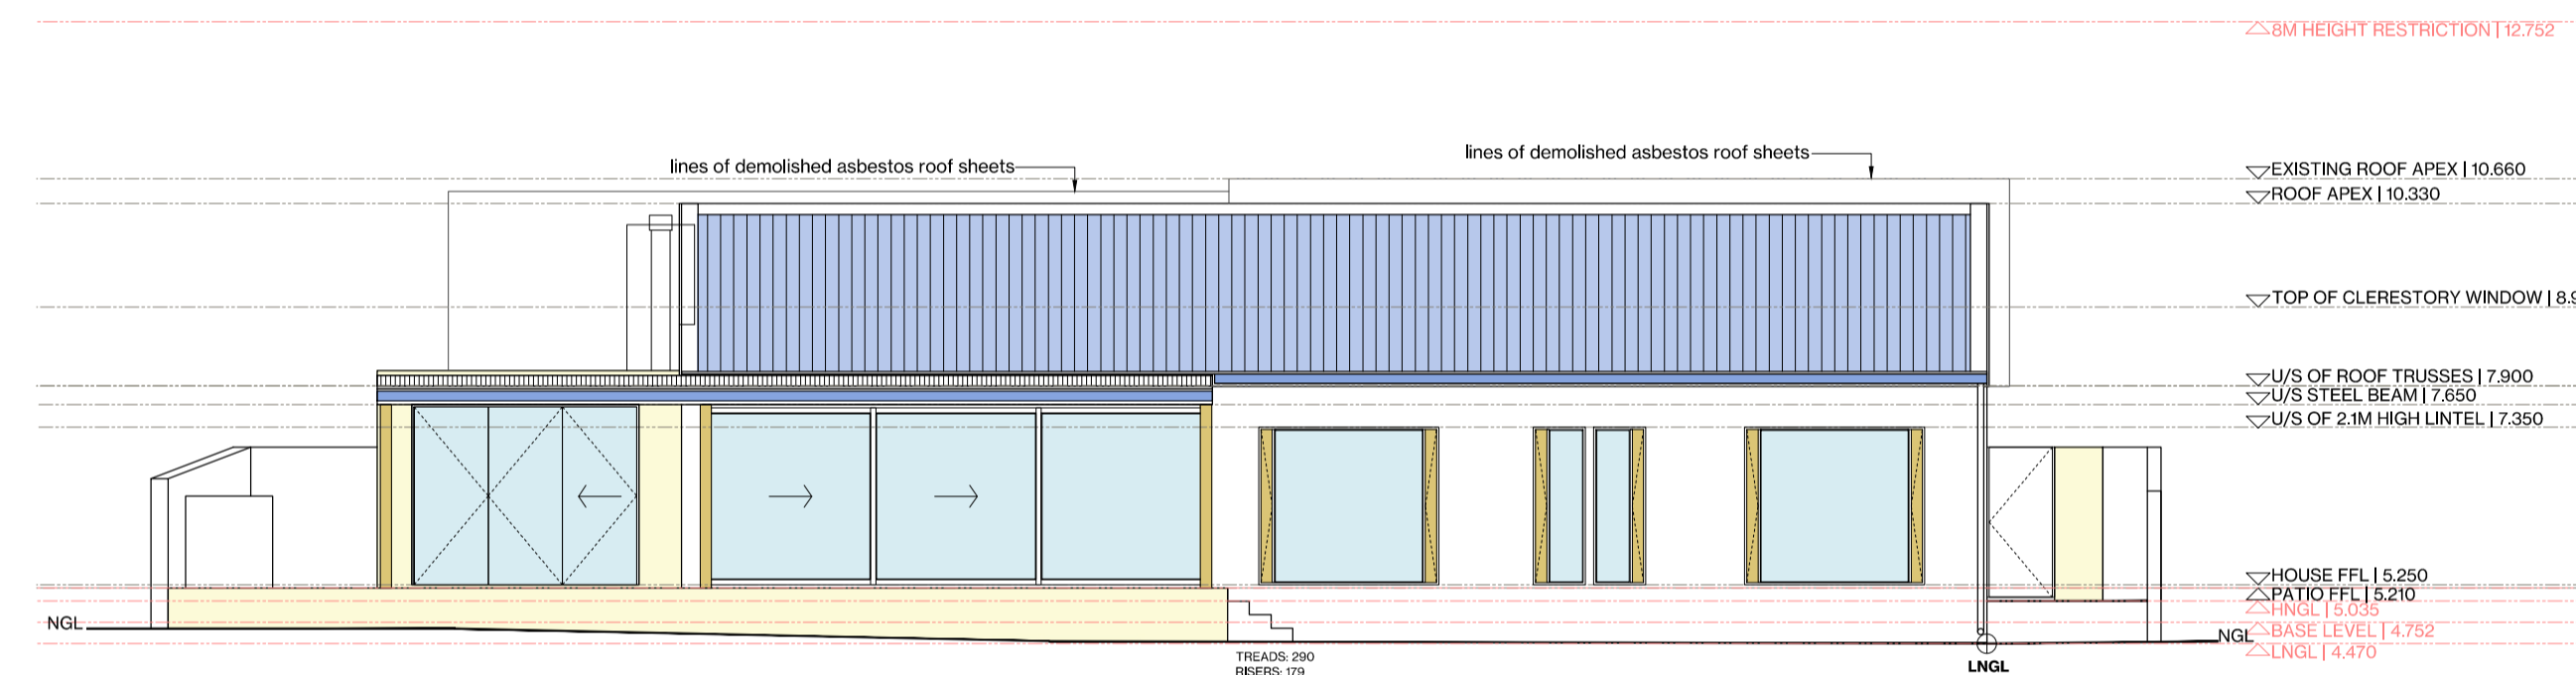 8M HEIGHT RESTRICTION | 12.752
lines of demolished asbestos roof sheets
lines of demolished asbestos roof sheets
EXISTING ROOF APEX | 10.660
ROOF APEX | 10.330
TOP OF CLERESTORY WINDOW | 8.9
U/S OF ROOF TRUSSES | 7.900
U/S STEEL BEAM | 7.650
U/S OF 2.1M HIGH LINTEL | 7.350
HOUSE FFL | 5.250
PATIO FFL | 5.210
HNGL | 5.035
NGL
NGL
BASE LEVEL | 4.752
LNGL | 4.470
TREADS: 290
RISERS: 179
LNGL